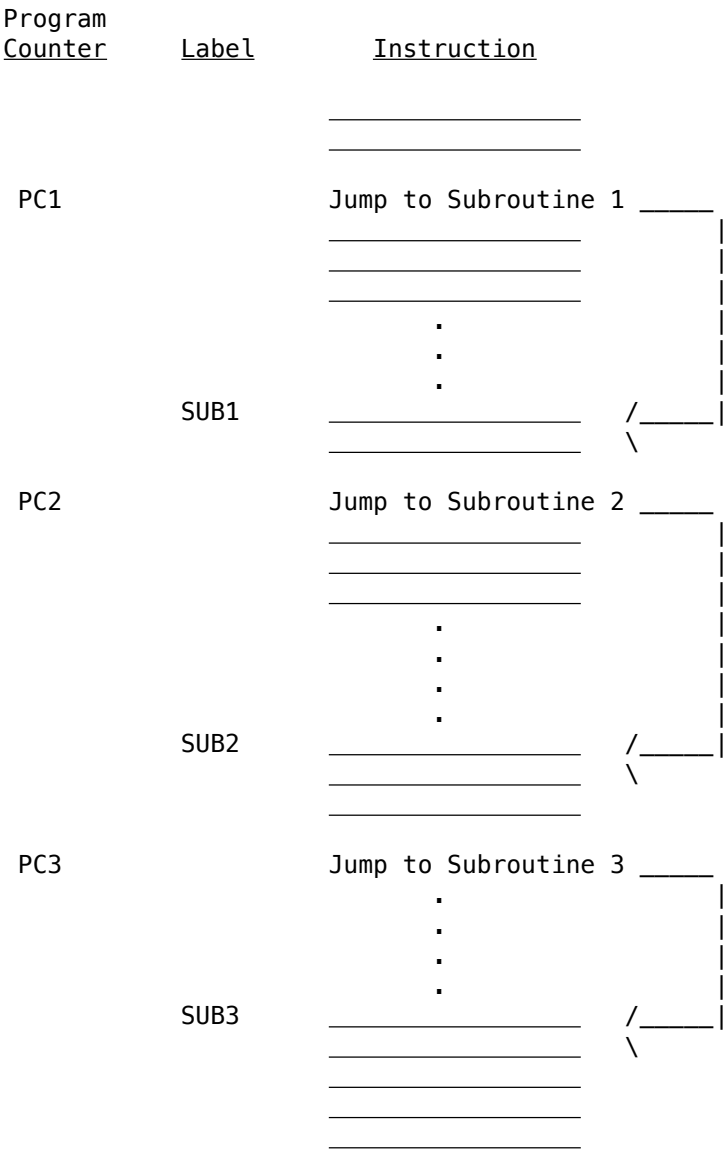 Program
Counter Label Instruction
PC1 Jump to Subroutine 1
.
.
.
SUB1
PC2 Jump to Subroutine 2
.
.
.
.
SUB2
PC3 Jump to Subroutine 3
.
.
.
.
SUB3